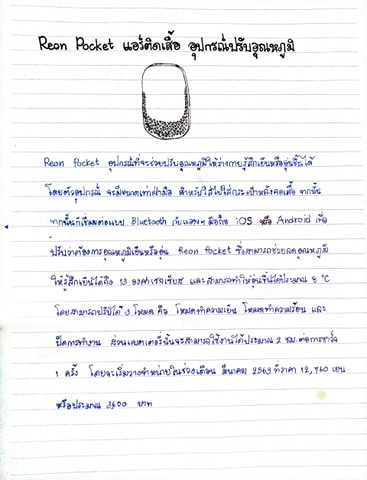 Reon Pocket แอร์ติดเสื้อ อุปกรณ์ปรับอุณหภูมิ
Reon Pocket อุปกรณ์ที่จะช่วยปรับอุณหภูมิให้ร่างกายรู้สึกเย็นหรืออุ่นขึ้นได้
โดยตัวอุปกรณ์ จะมีขนาดเท่าฝ่ามือ สำหรับใส่ไปใส่กระเป๋าหลังคอเสื้อ จากนั้น
จากนั้นก็เชื่อมต่อแบบ Bluetooth กับแอพฯ มือถือ iOS หรือ Android เพื่อ
ปรับว่าต้องการอุณหภูมิเย็นหรืออุ่น Reon Pocket ซึ่งสามารถช่วยลดอุณหภูมิ
ให้รู้สึกเย็นได้ถึง 13 องศาเซลเซียส และสามารถทำให้อุ่นขึ้นได้ประมาณ 8 °C
โดยสามารถปรับได้ 3 โหมด คือ โหมดทำความเย็น โหมดทำความร้อน และ
ปิดการทำงาน ส่วนแบตเตอรี่นั้นจะสามารถใช้งานได้ประมาณ 2 ชม. ต่อการชาร์จ
1 ครั้ง โดยจะเริ่มวางจำหน่ายในช่วงเดือน มีนาคม 2563 ที่ราคา 12,760 เยน
หรือประมาณ 3,600 บาท